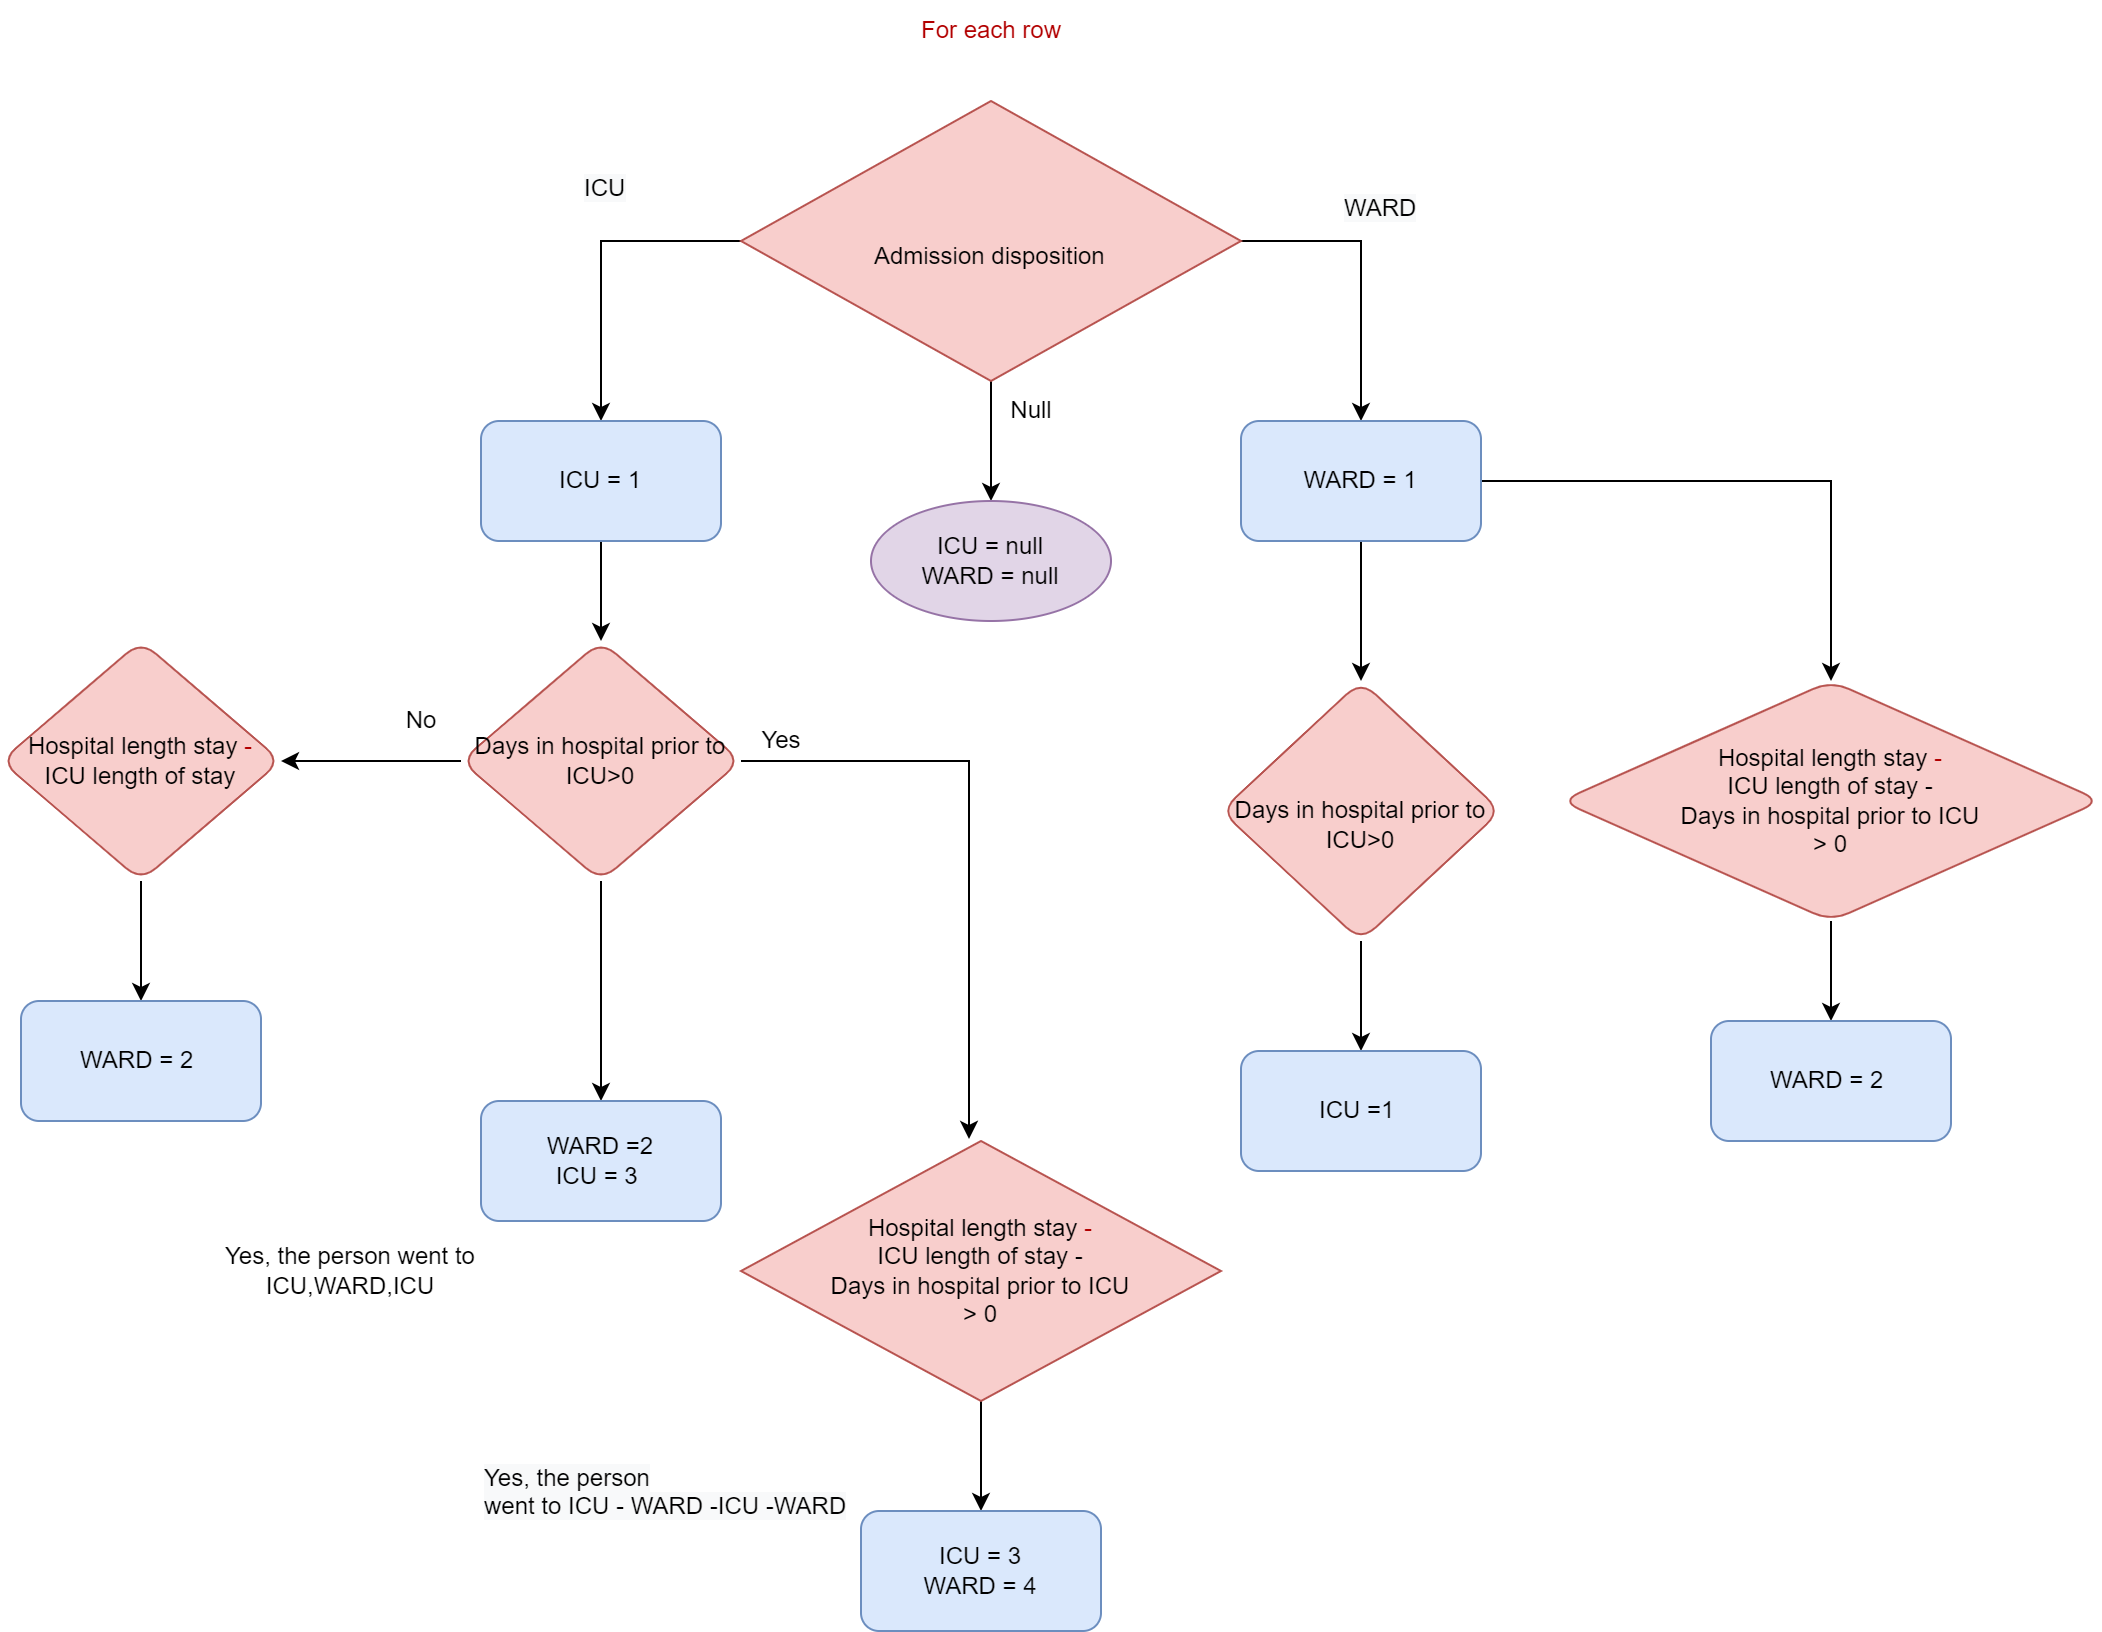 For each row
ICU
WARD
Admission disposition
Null
ICU = 1
WARD = 1
ICU = null
WARD = null
No
Yes
Hospital length stay -
ICU length of stay
Days in hospital prior to
ICU>0
Days in hospital prior to
ICU>0
Hospital length stay -
ICU length of stay -
Days in hospital prior to ICU
> 0
WARD = 2
WARD =2
ICU = 3
ICU =1
WARD = 2
Yes, the person went to
ICU,WARD,ICU
Hospital length stay -
ICU length of stay -
Days in hospital prior to ICU
> 0
Yes, the person
went to ICU - WARD -ICU -WARD
ICU = 3
WARD = 4